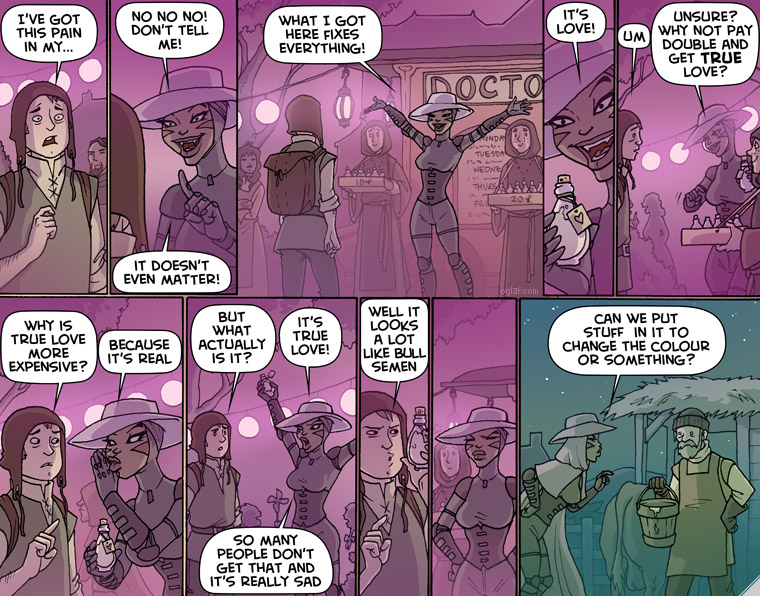 I'VE GOT
THIS PAIN
IN MY...
NO NO NO!
DON'T TELL
ME!
IT DOESN'T
EVEN MATTER!
WHAT I GOT
HERE FIXES
EVERYTHING!
DOCTO
MONDA
TUESDA
WEDNE
THURS
FR
10
20
oglaf.com
IT'S
LOVE!
UM
UNSURE?
WHY NOT PAY
DOUBLE AND
GET TRUE
LOVE?
WHY IS
TRUE LOVE
MORE
EXPENSIVE?
BECAUSE
IT'S REAL
BUT
WHAT
ACTUALLY
IS IT?
IT'S
TRUE
LOVE!
SO MANY
PEOPLE DON'T
GET THAT AND
IT'S REALLY SAD
WELL IT
LOOKS
A LOT
LIKE BULL
SEMEN
CAN WE PUT
STUFF IN IT TO
CHANGE THE COLOUR
OR SOMETHING?